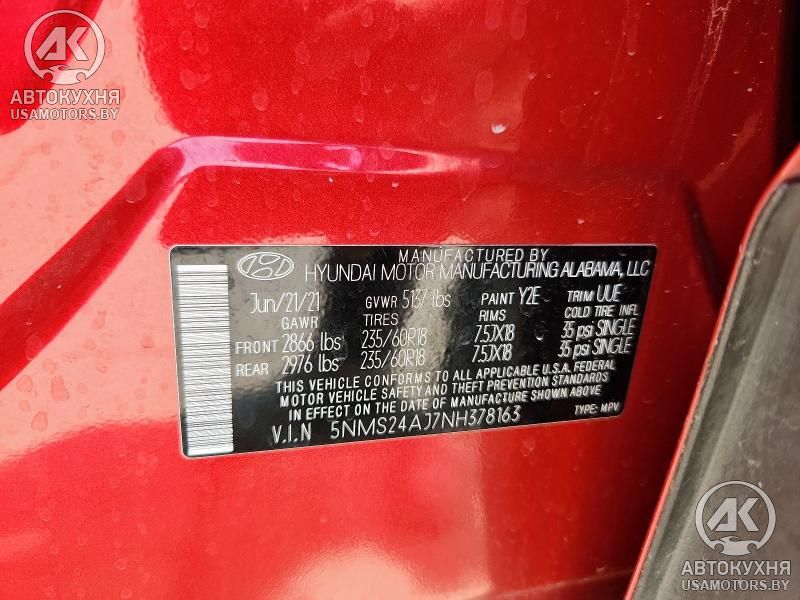 AK
АВТОКУХНЯ
USAMOTORS.BY
MANUFACTURED BY
HYUNDAI MOTOR MANUFACTURING ALABAMA, LLC
Jun/21/21 GVWR 5137 lbs PAINT Y2E TRIM UUE
GAWR TIRES RIMS COLD TIRE INFL
FRONT 2866 lbs 235/60R18 7.5JX18 35 psi SINGLE
REAR 2976 lbs 235/60R18 7.5JX18 35 psi SINGLE
THIS VEHICLE CONFORMS TO ALL APPLICABLE U.S.A. FEDERAL
MOTOR VEHICLE SAFETY AND THEFT PREVENTION STANDARDS
IN EFFECT ON THE DATE OF MANUFACTURE SHOWN ABOVE
V.I.N 5NMS24AJ7NH378163 TYPE: MPV
AK
АВТОКУХНЯ
USAMOTORS.BY